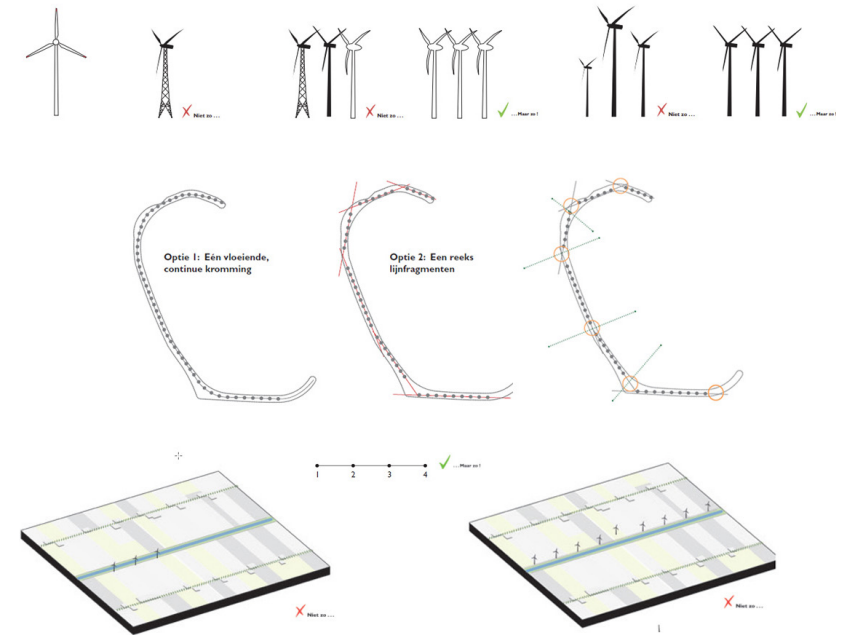 Niet zo ...
Niet zo ...
...Maar zo !
Niet zo ...
...Maar zo !
Optie 1: Eén vloeiende,
continue kromming
Optie 2: Een reeks
lijnfragmenten
1 2 3 4
...Maar zo !
Niet zo ...
Niet zo ...